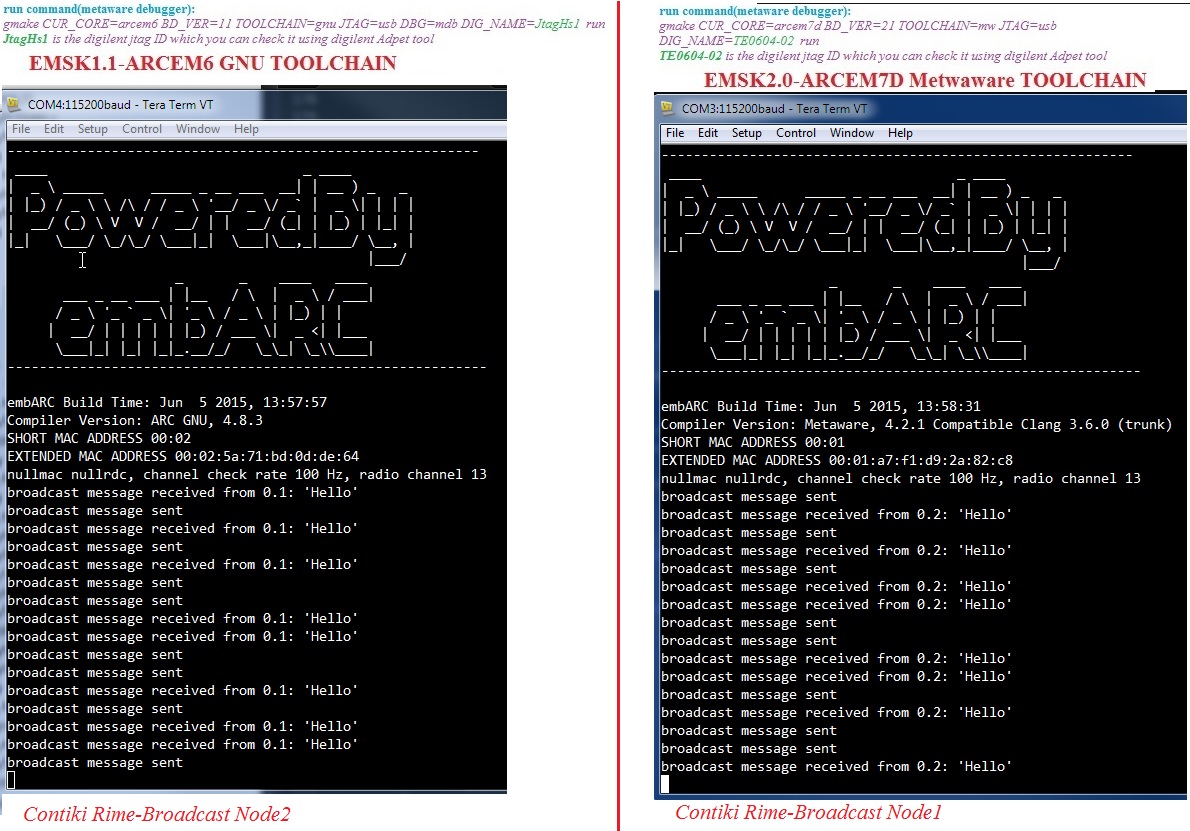 run command(metaware debugger):
gmake CUR_CORE=arcem6 BD_VER=11 TOOLCHAIN=gnu JTAG=usb DBG=mdb DIG_NAME=JtagHs1 run
JtagHs1 is the digilent jtag ID which you can check it using digilent Adpet tool
EMSK1.1-ARCEM6 GNU TOOLCHAIN
COM4:115200baud - Tera Term VT
File Edit Setup Control Window Help
PoweredBy
embARC
embARC Build Time: Jun 5 2015, 13:57:57
Compiler Version: ARC GNU, 4.8.3
SHORT MAC ADDRESS 00:02
EXTENDED MAC ADDRESS 00:02:5a:71:bd:0d:de:64
nullmac nullrdc, channel check rate 100 Hz, radio channel 13
broadcast message received from 0.1: 'Hello'
broadcast message sent
broadcast message received from 0.1: 'Hello'
broadcast message sent
broadcast message received from 0.1: 'Hello'
broadcast message sent
broadcast message sent
broadcast message received from 0.1: 'Hello'
broadcast message received from 0.1: 'Hello'
broadcast message sent
broadcast message sent
broadcast message received from 0.1: 'Hello'
broadcast message sent
broadcast message received from 0.1: 'Hello'
broadcast message received from 0.1: 'Hello'
broadcast message sent
Contiki Rime-Broadcast Node2
run command(metaware debugger):
gmake CUR_CORE=arcem7d BD_VER=21 TOOLCHAIN=mw JTAG=usb
DIG_NAME=TE0604-02 run
TE0604-02 is the digilent jtag ID which you can check it using digilent Adpet tool
EMSK2.0-ARCEM7D Metwaware TOOLCHAIN
COM3:115200baud - Tera Term VT
File Edit Setup Control Window Help
PoweredBy
embARC
embARC Build Time: Jun 5 2015, 13:58:31
Compiler Version: Metaware, 4.2.1 Compatible Clang 3.6.0 (trunk)
SHORT MAC ADDRESS 00:01
EXTENDED MAC ADDRESS 00:01:a7:f1:d9:2a:82:c8
nullmac nullrdc, channel check rate 100 Hz, radio channel 13
broadcast message sent
broadcast message received from 0.2: 'Hello'
broadcast message sent
broadcast message received from 0.2: 'Hello'
broadcast message sent
broadcast message received from 0.2: 'Hello'
broadcast message received from 0.2: 'Hello'
broadcast message sent
broadcast message sent
broadcast message received from 0.2: 'Hello'
broadcast message received from 0.2: 'Hello'
broadcast message sent
broadcast message received from 0.2: 'Hello'
broadcast message sent
broadcast message sent
broadcast message received from 0.2: 'Hello'
Contiki Rime-Broadcast Node1